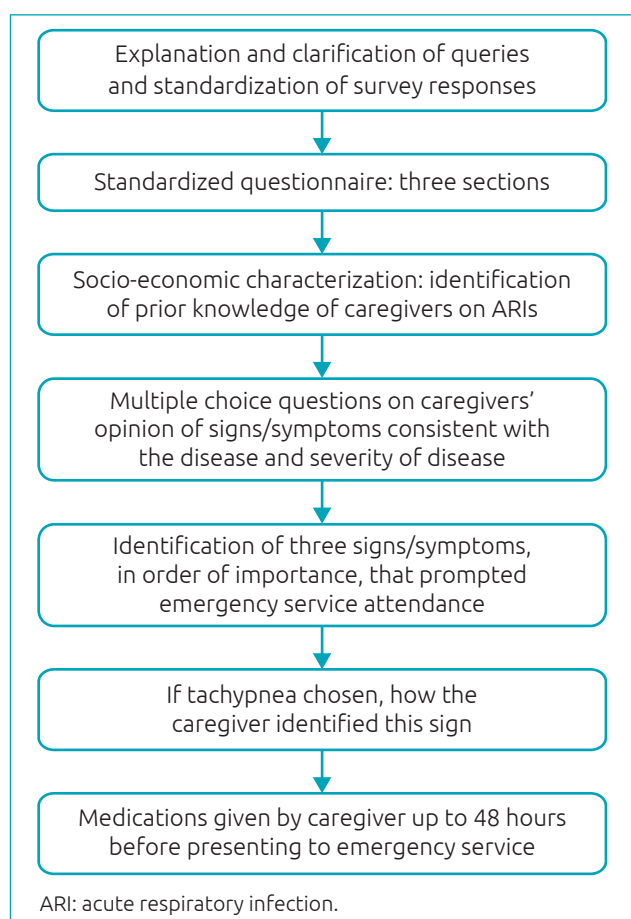 Explanation and clarification of queries
and standardization of survey responses
Standardized questionnaire: three sections
Socio-economic characterization: identification
of prior knowledge of caregivers on ARIs
Multiple choice questions on caregivers’
opinion of signs/symptoms consistent with
the disease and severity of disease
Identification of three signs/symptoms,
in order of importance, that prompted
emergency service attendance
If tachypnea chosen, how the
caregiver identified this sign
Medications given by caregiver up to 48 hours
before presenting to emergency service
ARI: acute respiratory infection.